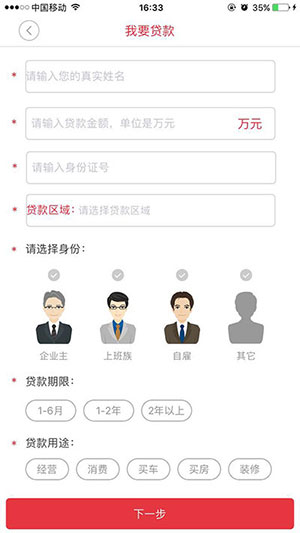 中国移动 16:33 35%
我要贷款
* 请输入您的真实姓名
* 请输入贷款金额，单位是万元 万元
* 请输入身份证号
* 贷款区域：请选择贷款区域
* 请选择身份：
企业主 上班族 自雇 其它
* 贷款期限：
1-6月 1-2年 2年以上
* 贷款用途：
经营 消费 买车 买房 装修
下一步